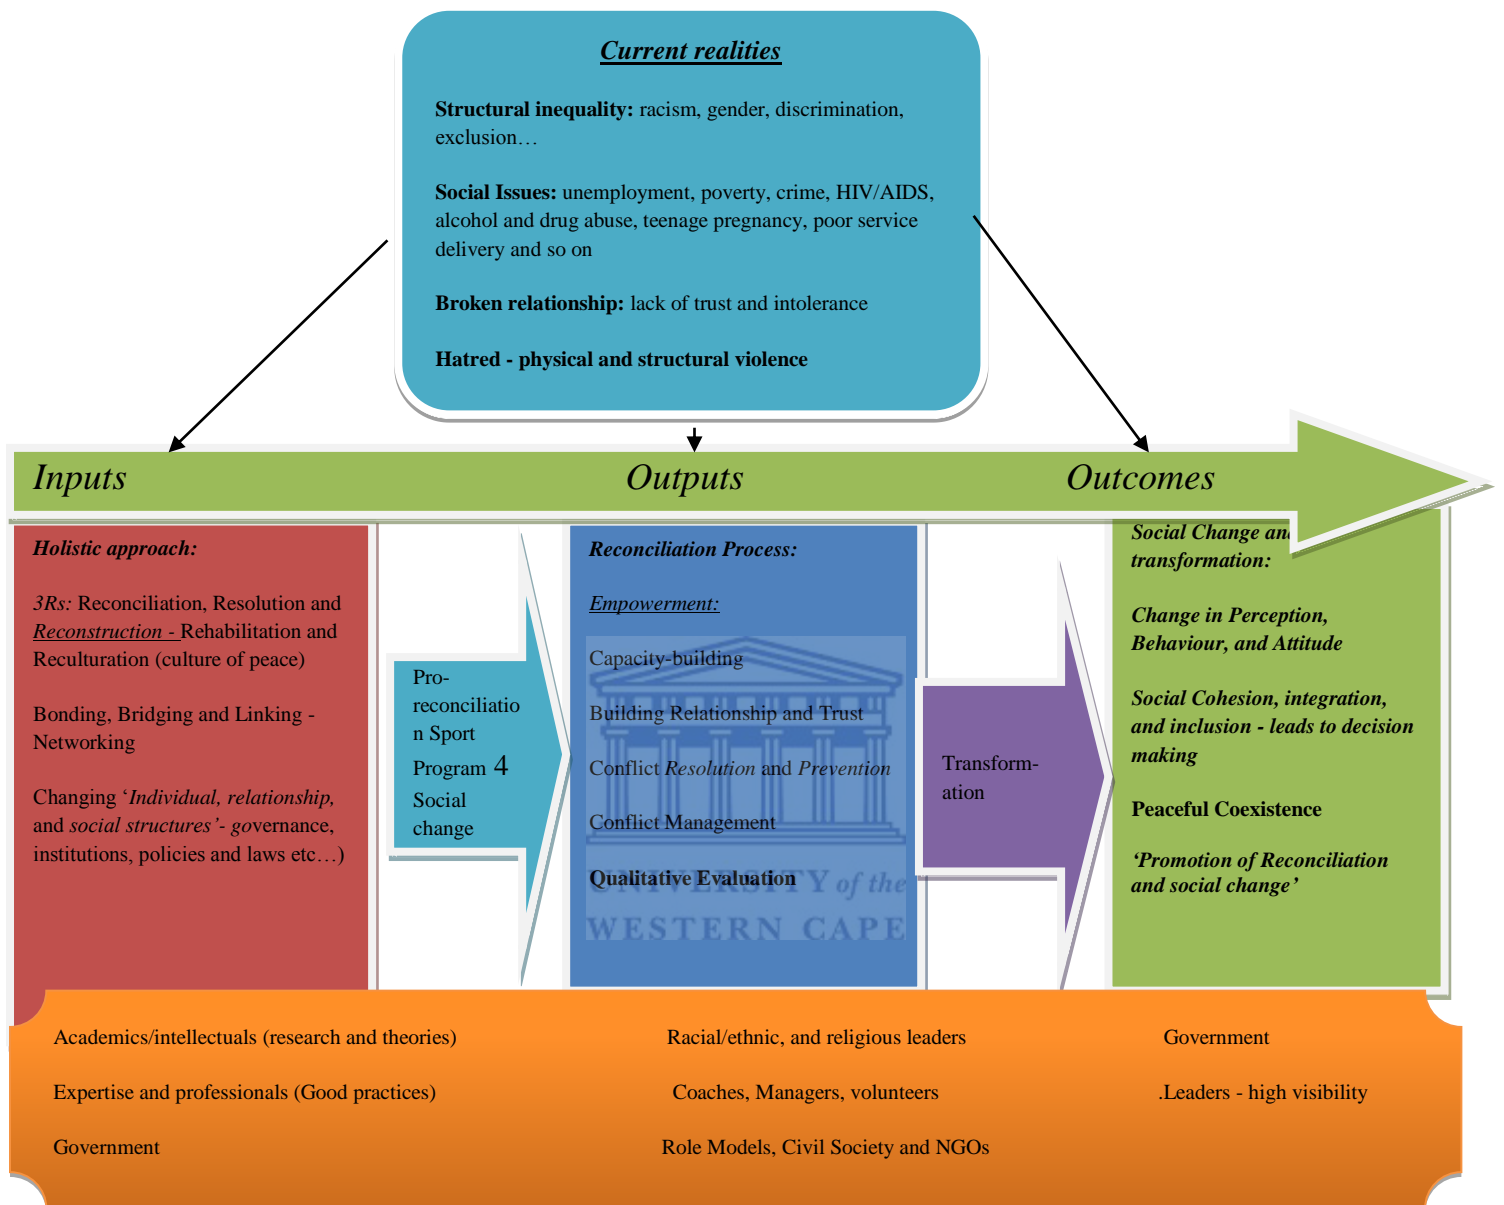 Current realities
Structural inequality: racism, gender, discrimination,
exclusion…
Social Issues: unemployment, poverty, crime, HIV/AIDS,
alcohol and drug abuse, teenage pregnancy, poor service
delivery and so on
Broken relationship: lack of trust and intolerance
Hatred - physical and structural violence
Inputs
Outputs
Outcomes
Holistic approach:
3Rs: Reconciliation, Resolution and
Reconstruction - Rehabilitation and
Reculturation (culture of peace)
Bonding, Bridging and Linking -
Networking
Changing ‘Individual, relationship,
and social structures’- governance,
institutions, policies and laws etc…)
Pro-
reconciliatio
n Sport
Program 4
Social
change
Reconciliation Process:
Empowerment:
Capacity-building
Building Relationship and Trust
Conflict Resolution and Prevention
Conflict Management
Qualitative Evaluation
UNIVERSITY of the
WESTERN CAPE
Transform-
ation
Social Change and
transformation:
Change in Perception,
Behaviour, and Attitude
Social Cohesion, integration,
and inclusion - leads to decision
making
Peaceful Coexistence
‘Promotion of Reconciliation
and social change’
Academics/intellectuals (research and theories)
Expertise and professionals (Good practices)
Government
Racial/ethnic, and religious leaders
Coaches, Managers, volunteers
Role Models, Civil Society and NGOs
Government
.Leaders - high visibility